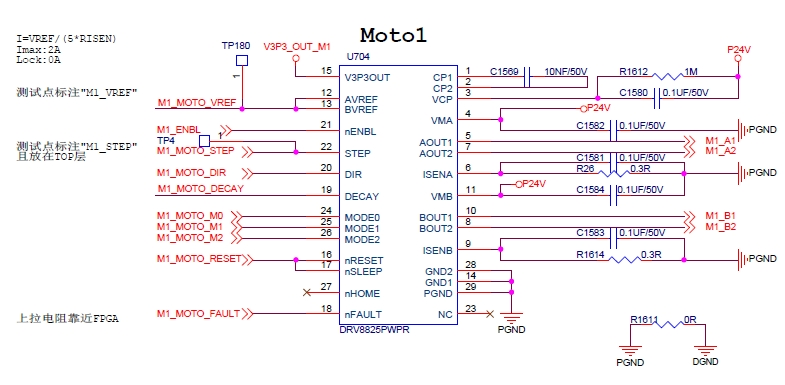 Moto1
I=VREF/(5*RISEN)
Imax:2A
Lock:0A
测试点标注"M1_VREF"
测试点标注"M1_STEP"
且放在TOP层
上拉电阻靠近FPGA
TP180
1
V3P3_OUT_M1
M1_MOTO_VREF
M1_ENBL
TP4
1
M1_MOTO_STEP
M1_MOTO_DIR
M1_MOTO_DECAY
M1_MOTO_M0
M1_MOTO_M1
M1_MOTO_M2
M1_MOTO_RESET
M1_MOTO_FAULT
U704
15 V3P3OUT
12 AVREF
13 BVREF
21 nENBL
22 STEP
20 DIR
19 DECAY
24 MODE0
25 MODE1
26 MODE2
16 nRESET
17 nSLEEP
27 nHOME
18 nFAULT
CP1 1
CP2 2
VCP 3
VMA 4
AOUT1 5
AOUT2 7
ISENA 6
VMB 11
BOUT1 10
BOUT2 8
ISENB 9
GND2 28
GND1 14
PGND 29
NC 23
DRV8825PWPR
C1569 10NF/50V
R1612 1M
P24V
C1580 0.1UF/50V
P24V
C1582 0.1UF/50V
PGND
M1_A1
M1_A2
C1581 0.1UF/50V
R26 0.3R
PGND
P24V
C1584 0.1UF/50V
M1_B1
M1_B2
C1583 0.1UF/50V
R1614 0.3R
PGND
PGND
R1611 0R
PGND
DGND